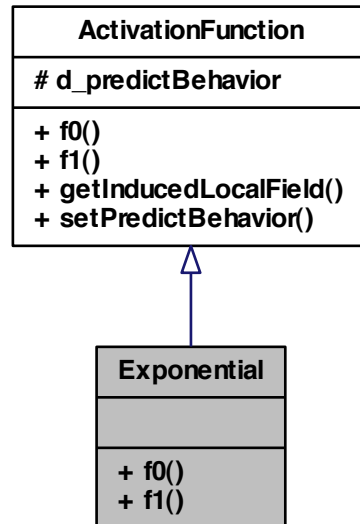 ActivationFunction
# d_predictBehavior
+ f0()
+ f1()
+ getInducedLocalField()
+ setPredictBehavior()
Exponential
+ f0()
+ f1()